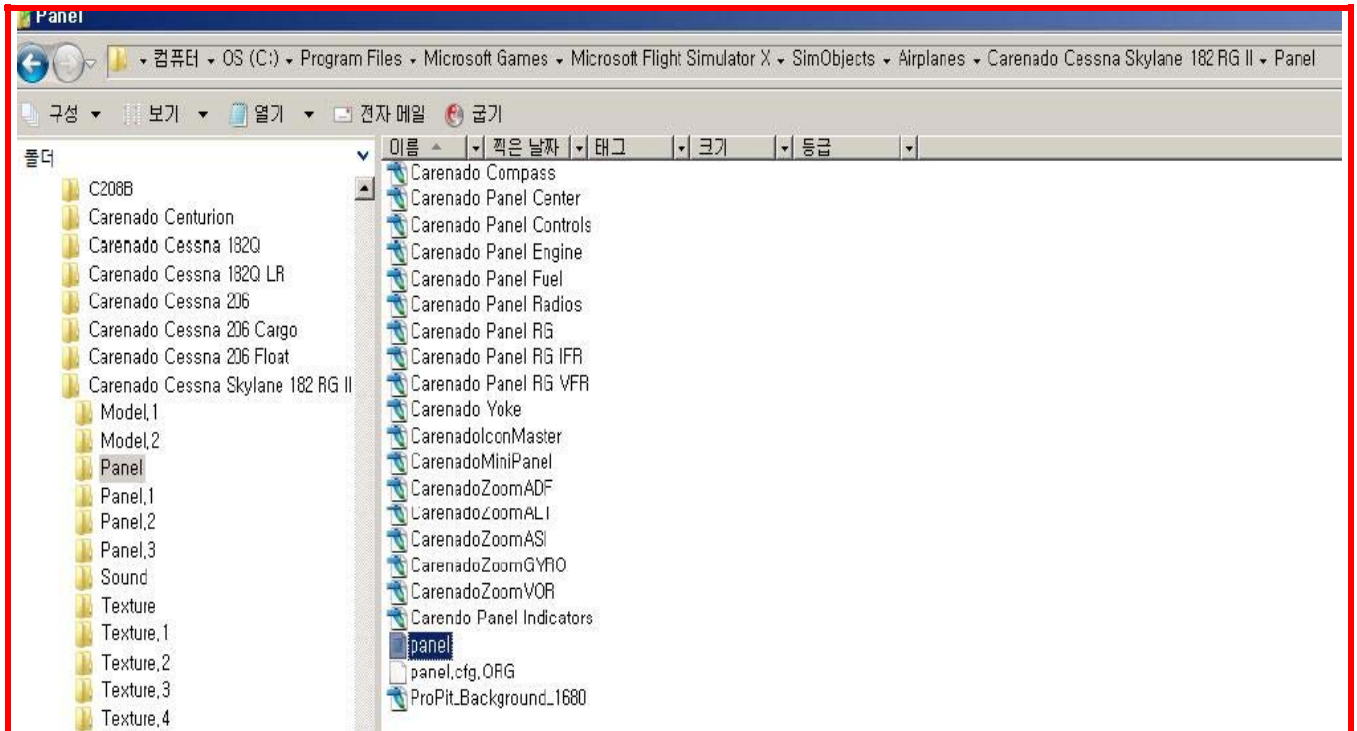 Panel
컴퓨터 OS (C:) Program Files Microsoft Games Microsoft Flight Simulator X SimObjects Airplanes Carenado Cessna Skylane 182 RG II Panel
구성 보기 열기 전자 메일 굽기
폴더
C208B
Carenado Centurion
Carenado Cessna 182Q
Carenado Cessna 182Q LR
Carenado Cessna 206
Carenado Cessna 206 Cargo
Carenado Cessna 206 Float
Carenado Cessna Skylane 182 RG II
Model,1
Model,2
Panel
Panel,1
Panel,2
Panel,3
Sound
Texture
Texture,1
Texture,2
Texture,3
Texture,4
이름 찍은 날짜 태그 크기 등급
Carenado Compass
Carenado Panel Center
Carenado Panel Controls
Carenado Panel Engine
Carenado Panel Fuel
Carenado Panel Radios
Carenado Panel RG
Carenado Panel RG IFR
Carenado Panel RG VFR
Carenado Yoke
CarenadoIconMaster
CarenadoMiniPanel
CarenadoZoomADF
CarenadoZoomALT
CarenadoZoomASI
CarenadoZoomGYRO
CarenadoZoomVOR
Carendo Panel Indicators
panel
panel,cfg,ORG
ProPit_Background_1680